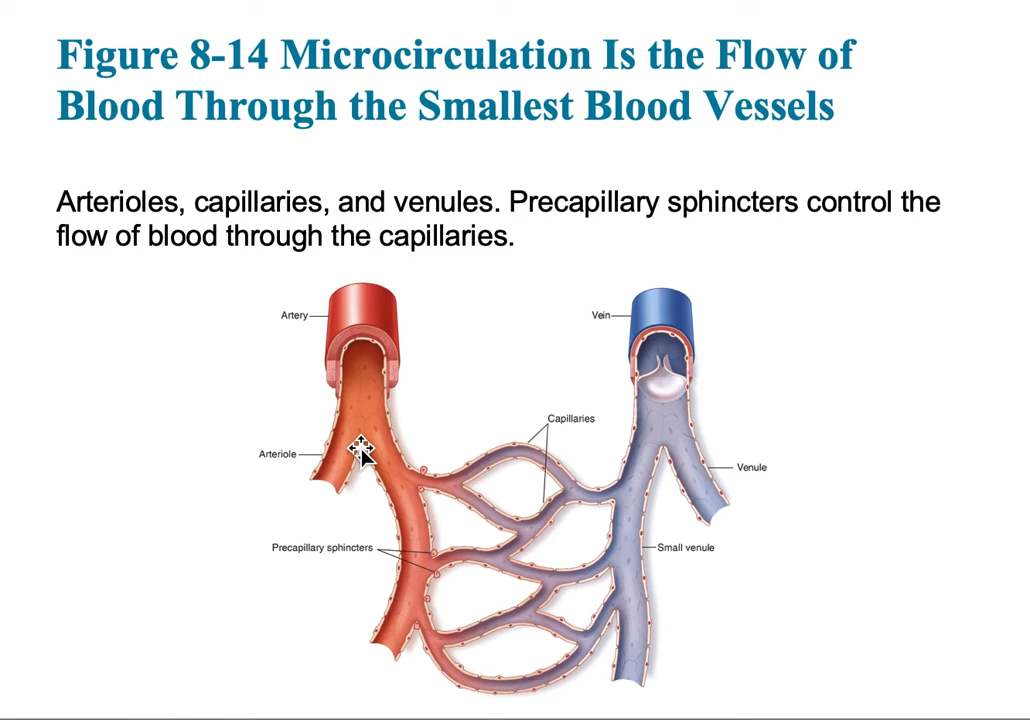 Figure 8-14 Microcirculation Is the Flow of
Blood Through the Smallest Blood Vessels
Arterioles, capillaries, and venules. Precapillary sphincters control the
flow of blood through the capillaries.
Artery
Vein
Capillaries
Arteriole
Venule
Precapillary sphincters
Small venule